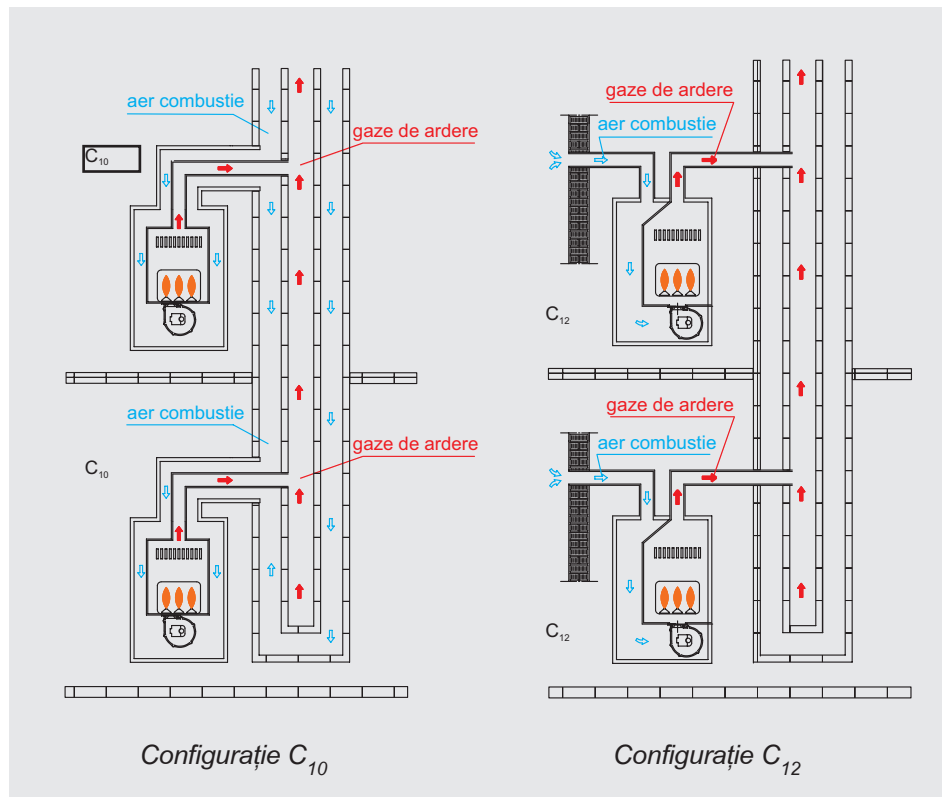 aer combustie
gaze de ardere
C10
aer combustie
gaze de ardere
C10
Configurație C10
gaze de ardere
aer combustie
C12
gaze de ardere
aer combustie
C12
Configurație C12